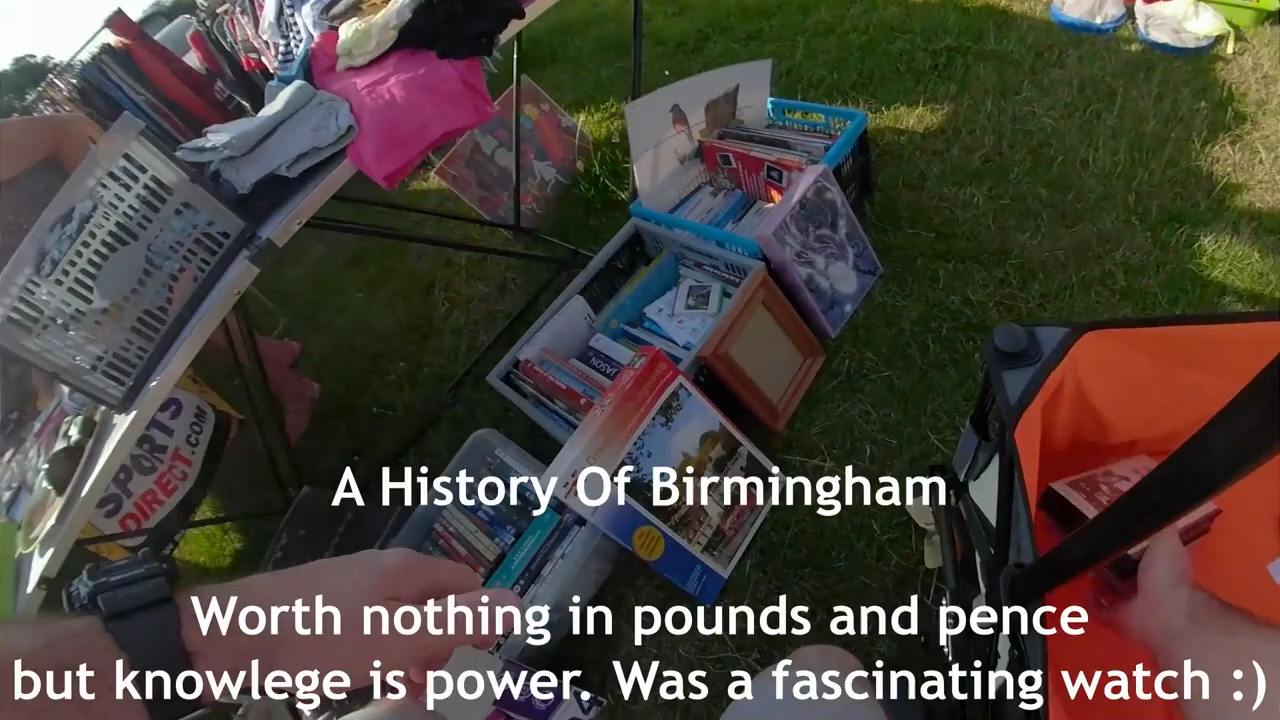 JASON
SPORTS
DIRECT.COM
A History Of Birmingham
Worth nothing in pounds and pence
but knowlege is power. Was a fascinating watch :)